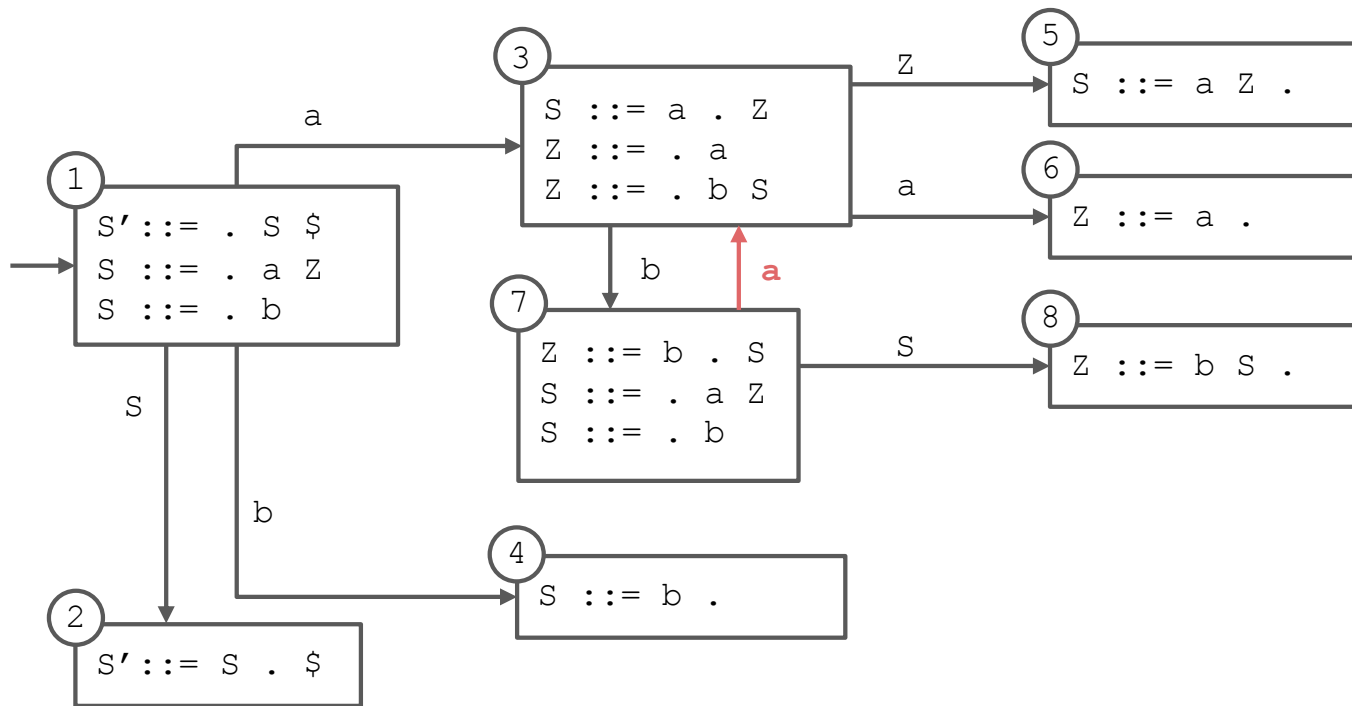 1
S′::= . S $
S ::= . a Z
S ::= . b
a
3
S ::= a . Z
Z ::= . a
Z ::= . b S
Z
5
S ::= a Z .
a
6
Z ::= a .
b
a
7
Z ::= b . S
S ::= . a Z
S ::= . b
S
8
Z ::= b S .
S
b
4
S ::= b .
2
S′::= S . $